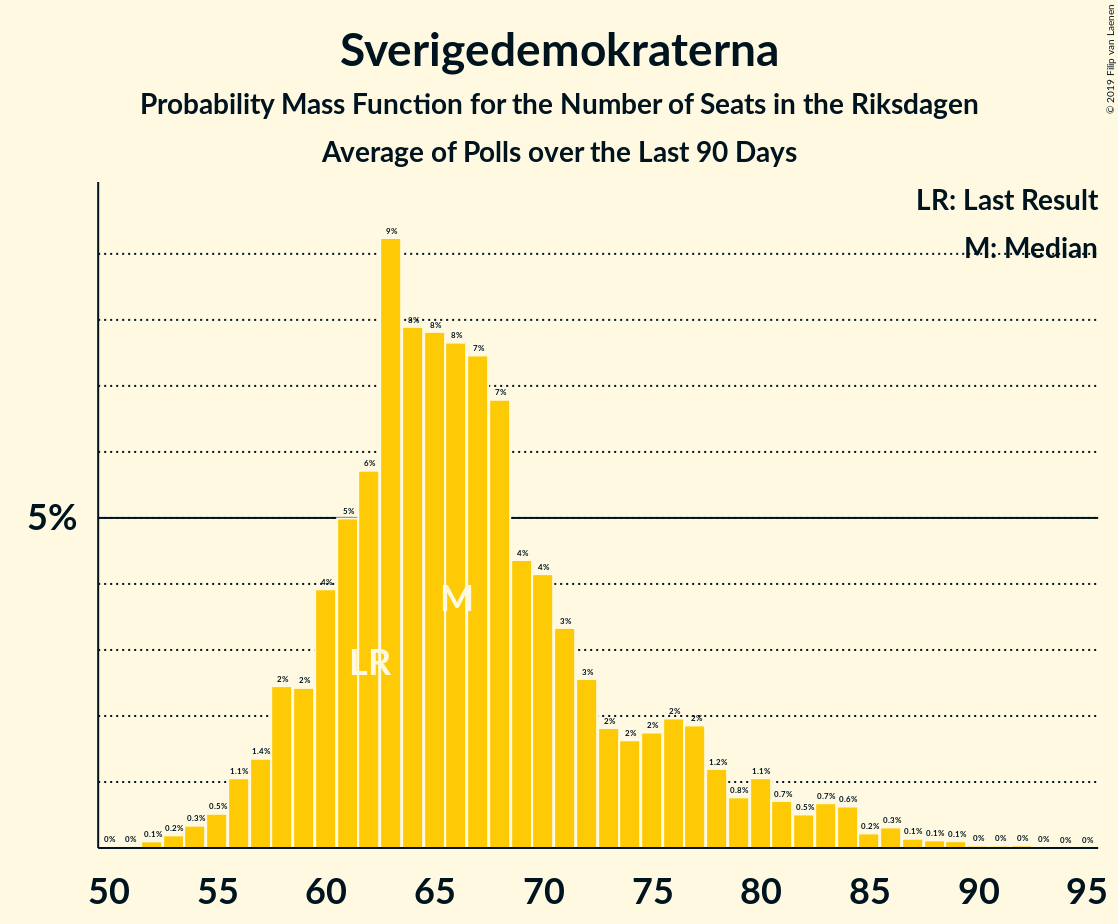 Sverigedemokraterna
Probability Mass Function for the Number of Seats in the Riksdagen
Average of Polls over the Last 90 Days
© 2019 Filip van Laenen
LR: Last Result
M: Median
5%
0% 0% 0.1% 0.2% 0.3% 0.5% 1.1% 1.4% 2% 2% 4% 5% 6% 9% 8% 8% 8% 7% 7% 4% 4% 3% 3% 2% 2% 2% 2% 2% 1.2% 0.8% 1.1% 0.7% 0.5% 0.7% 0.6% 0.2% 0.3% 0.1% 0.1% 0.1% 0% 0% 0% 0% 0% 0%
M
LR
50 55 60 65 70 75 80 85 90 95